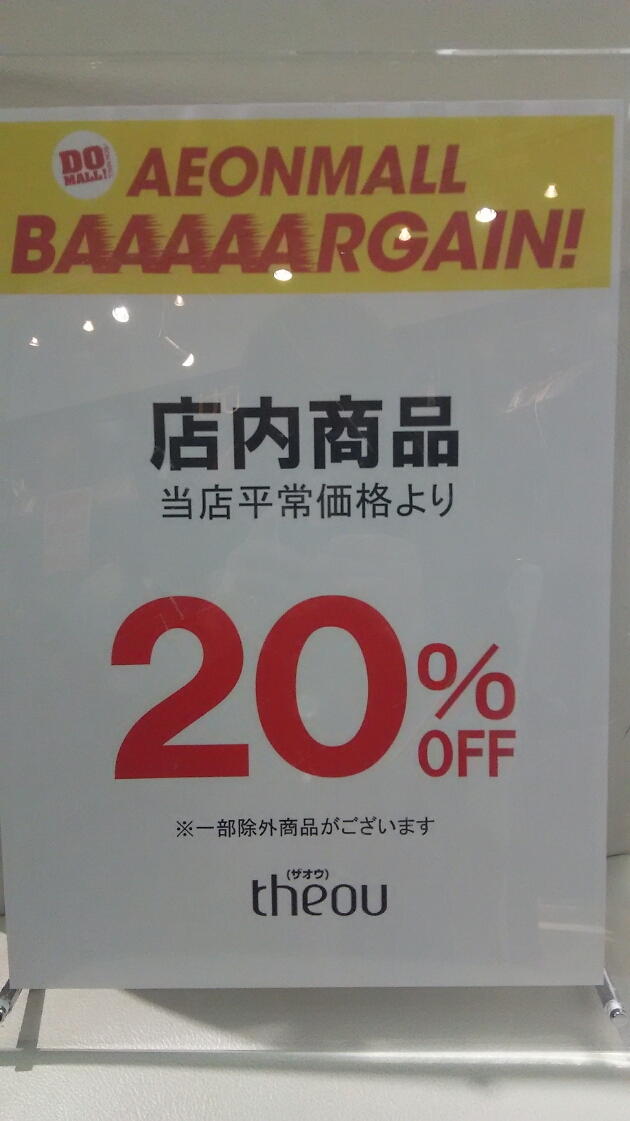 DO
MALL!
AEONMALL
BAAAAARGAIN!
店内商品
当店平常価格より
20%
OFF
※一部除外商品がございます
(ザオウ)
theou